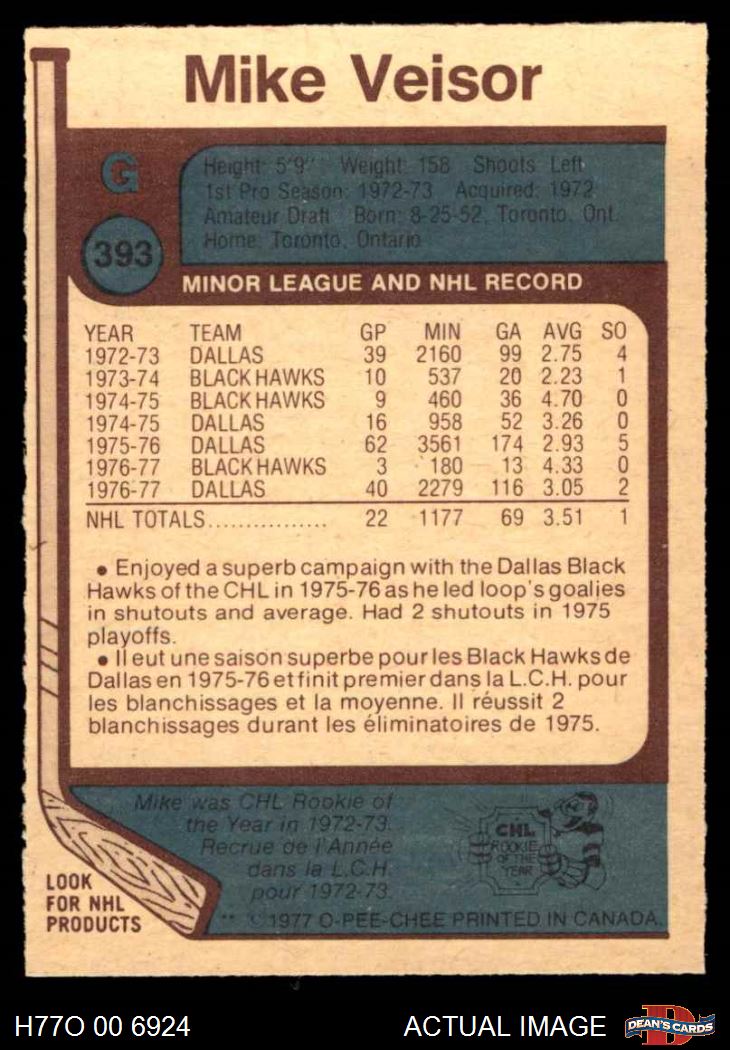 Mike Veisor
G
393
Height: 5'9" Weight: 158 Shoots Left
1st Pro Season: 1972-73 Acquired: 1972
Amateur Draft Born: 8-25-52, Toronto, Ont.
Home: Toronto, Ontario
MINOR LEAGUE AND NHL RECORD
YEAR TEAM GP MIN GA AVG SO
1972-73 DALLAS 39 2160 99 2.75 4
1973-74 BLACK HAWKS 10 537 20 2.23 1
1974-75 BLACK HAWKS 9 460 36 4.70 0
1974-75 DALLAS 16 958 52 3.26 0
1975-76 DALLAS 62 3561 174 2.93 5
1976-77 BLACK HAWKS 3 180 13 4.33 0
1976-77 DALLAS 40 2279 116 3.05 2
NHL TOTALS................ 22 1177 69 3.51 1
• Enjoyed a superb campaign with the Dallas Black
Hawks of the CHL in 1975-76 as he led loop's goalies
in shutouts and average. Had 2 shutouts in 1975
playoffs.
• Il eut une saison superbe pour les Black Hawks de
Dallas en 1975-76 et finit premier dans la L.C.H. pour
les blanchissages et la moyenne. Il réussit 2
blanchissages durant les éliminatoires de 1975.
Mike was CHL Rookie of
the Year in 1972-73.
Recrue de l'Année
dans la L.C.H.
pour 1972-73.
CHL
ROOKIE
OF THE
YEAR
LOOK
FOR NHL
PRODUCTS
** © 1977 O-PEE-CHEE PRINTED IN CANADA.
H77O 00 6924
ACTUAL IMAGE
D
DEAN'S CARDS